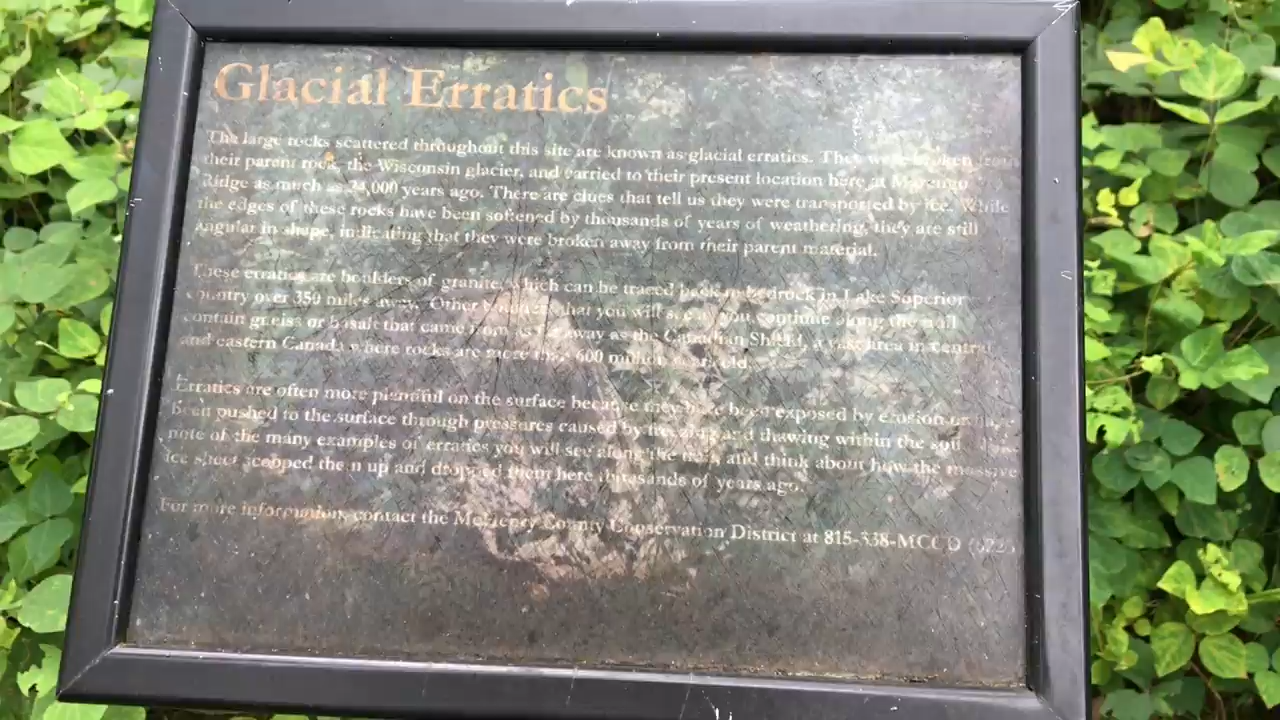 Glacial Erratics
The large rocks scattered throughout this site are known as glacial erratics. They were broken from
their parent rock, the Wisconsin glacier, and carried to their present location here at Marengo
Ridge as much as 24,000 years ago. There are clues that tell us they were transported by ice. While
the edges of these rocks have been softened by thousands of years of weathering, they are still
angular in shape, indicating that they were broken away from their parent material.
These erratics are boulders of granite, which can be traced back to bedrock in Lake Superior
country over 350 miles away. Other boulders that you will see as you continue along the trail
contain gneiss or basalt that came from as far away as the Canadian Shield, a vast area in central
and eastern Canada where rocks are more than 600 million years old.
Erratics are often more plentiful on the surface because they have been exposed by erosion or have
been pushed to the surface through pressures caused by freezing and thawing within the soil.
note of the many examples of erratics you will see along the trail, and think about how the massive
ice sheet scooped them up and dropped them here thousands of years ago.
For more information, contact the McHenry County Conservation District at 815-338-MCCD